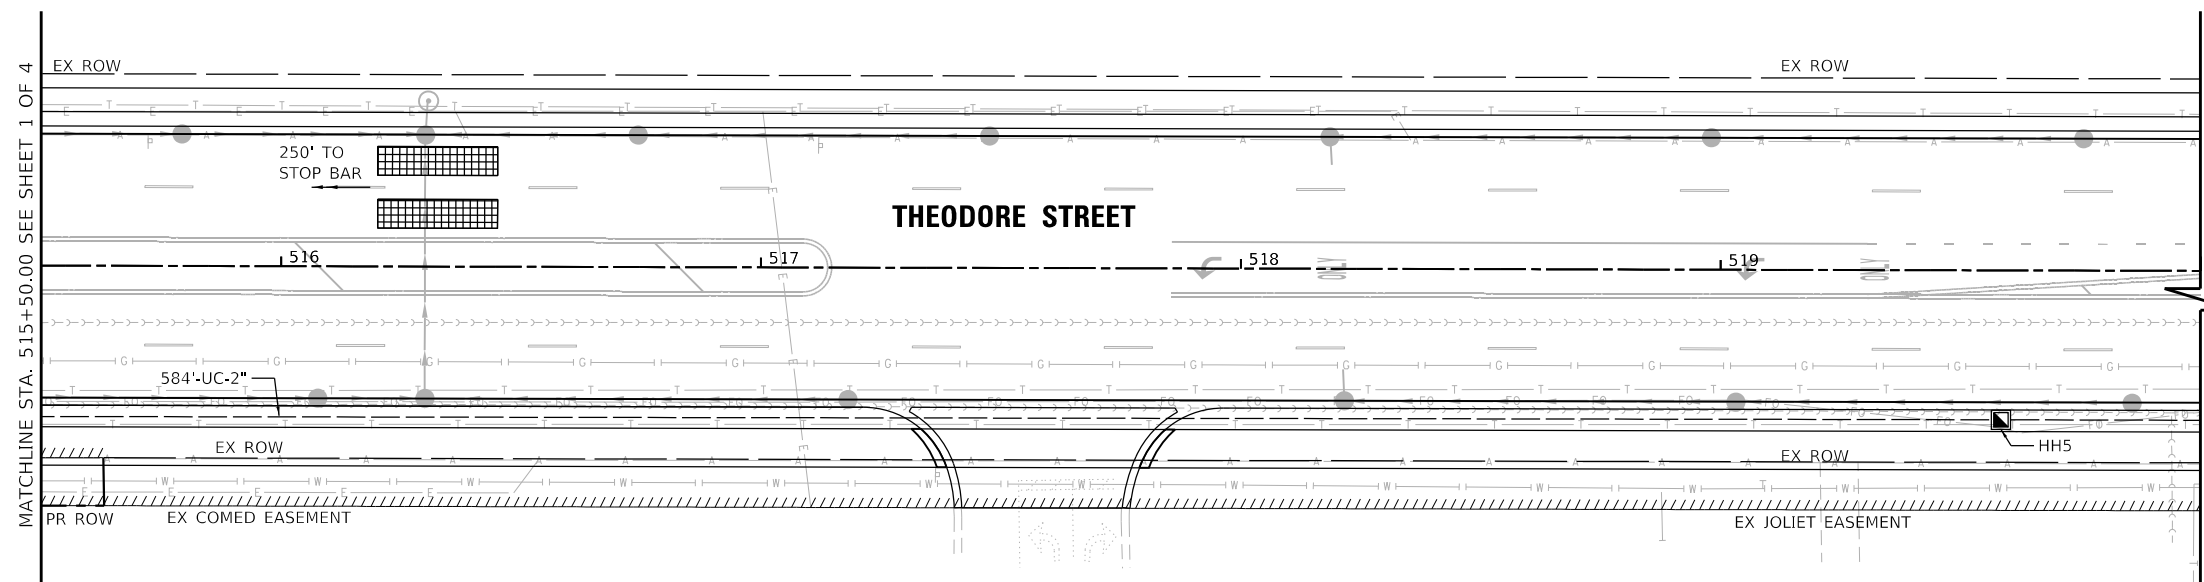 MATCHLINE STA. 515+50.00 SEE SHEET 1 OF 4
EX ROW
EX ROW
250' TO
STOP BAR
THEODORE STREET
516
517
518
519
584'-UC-2"
HH5
EX ROW
EX ROW
PR ROW
EX COMED EASEMENT
EX JOLIET EASEMENT